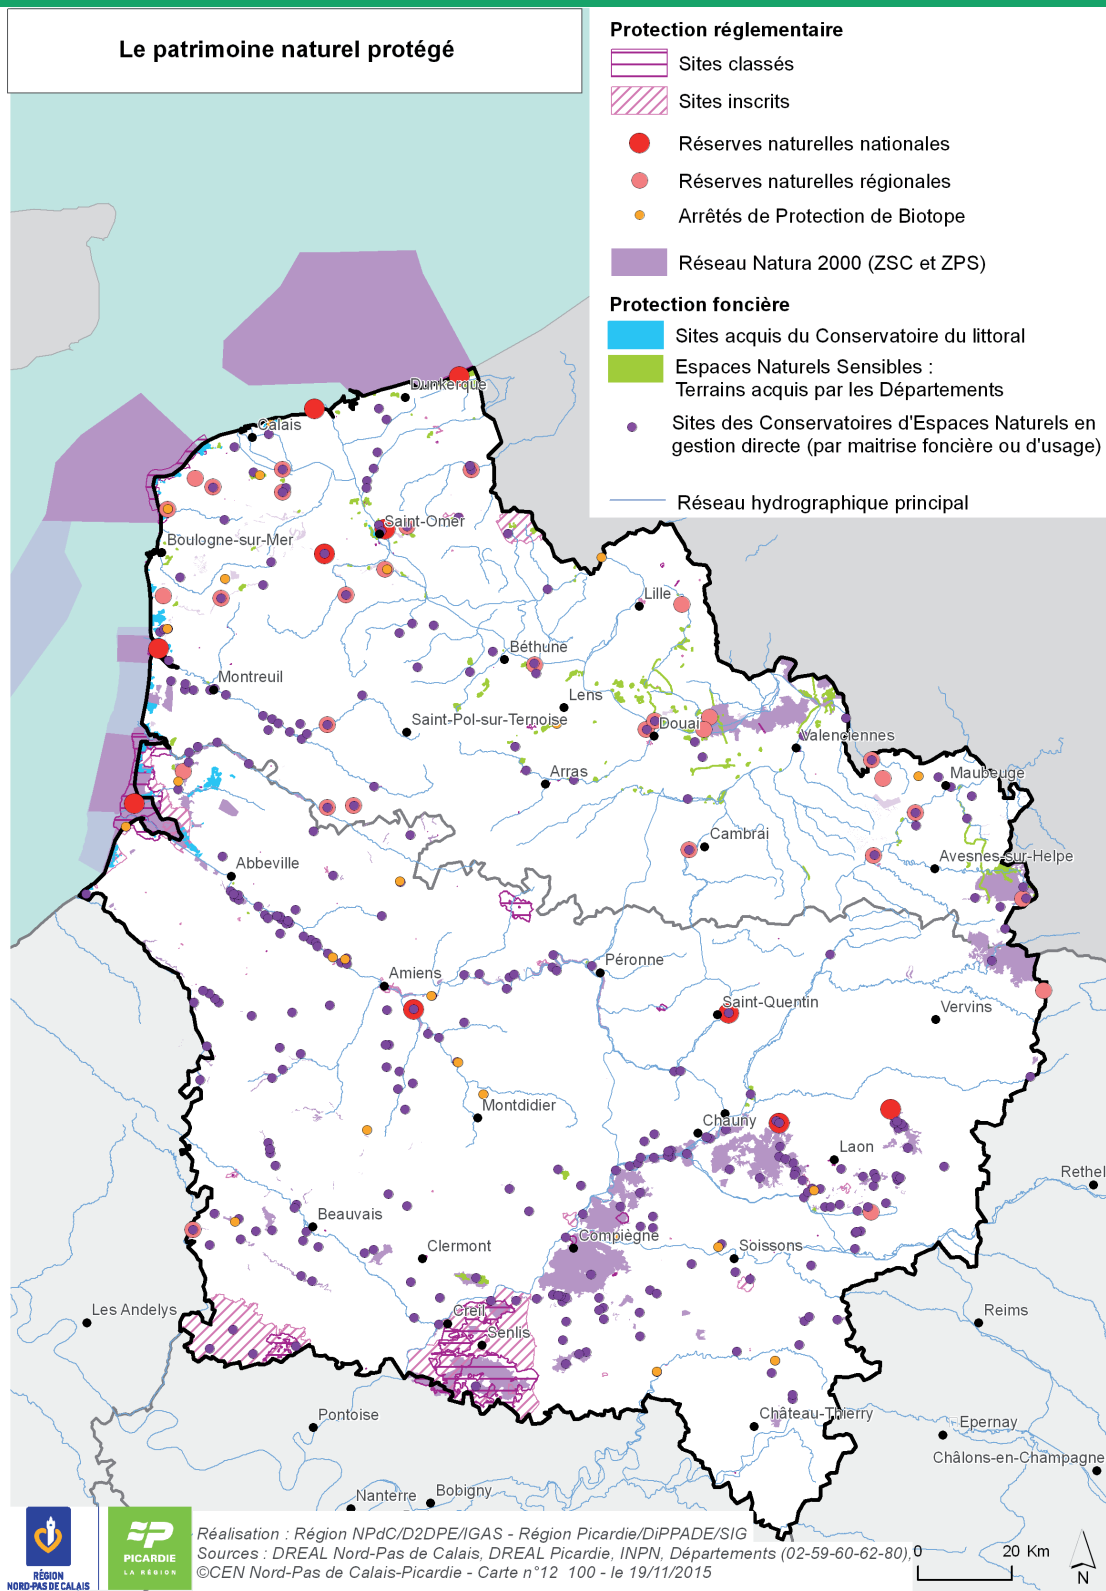 Le patrimoine naturel protégé
Protection réglementaire
Sites classés
Sites inscrits
Réserves naturelles nationales
Réserves naturelles régionales
Arrêtés de Protection de Biotope
Réseau Natura 2000 (ZSC et ZPS)
Protection foncière
Sites acquis du Conservatoire du littoral
Espaces Naturels Sensibles :
Terrains acquis par les Départements
Sites des Conservatoires d'Espaces Naturels en
gestion directe (par maitrise foncière ou d'usage)
Réseau hydrographique principal
Dunkerque
Calais
Saint-Omer
Boulogne-sur-Mer
Lille
Béthune
Montreuil
Lens
Saint-Pol-sur-Ternoise
Douai
Valenciennes
Arras
Maubeuge
Cambrai
Avesnes-sur-Helpe
Abbeville
Péronne
Amiens
Saint-Quentin
Vervins
Montdidier
Chauny
Laon
Rethel
Beauvais
Compiègne
Clermont
Soissons
Les Andelys
Creil
Reims
Senlis
Pontoise
Château-Thierry
Epernay
Châlons-en-Champagne
Nanterre
Bobigny
RÉGION
NORD-PAS DE CALAIS
PICARDIE
LA RÉGION
Réalisation : Région NPdC/D2DPE/IGAS - Région Picardie/DiPPADE/SIG
Sources : DREAL Nord-Pas de Calais, DREAL Picardie, INPN, Départements (02-59-60-62-80),
©CEN Nord-Pas de Calais-Picardie - Carte n°12 100 - le 19/11/2015
0 20 Km
N